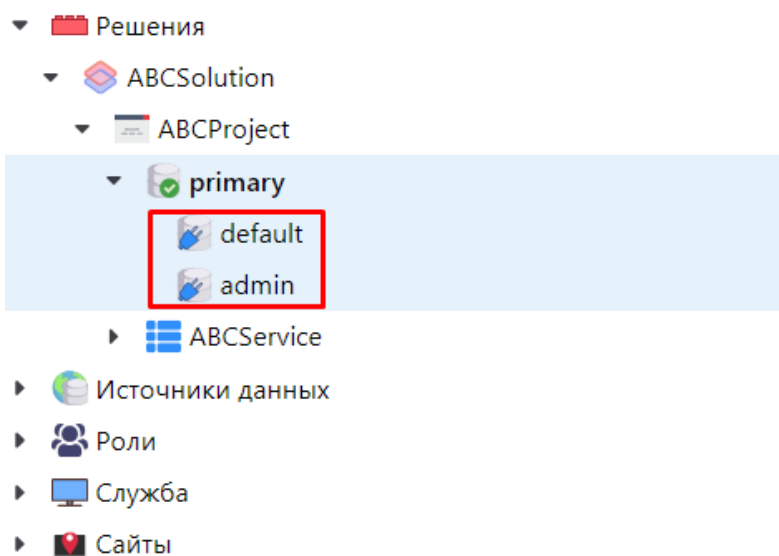 Решения
ABCSolution
ABCProject
primary
default
admin
ABCService
Источники данных
Роли
Служба
Сайты